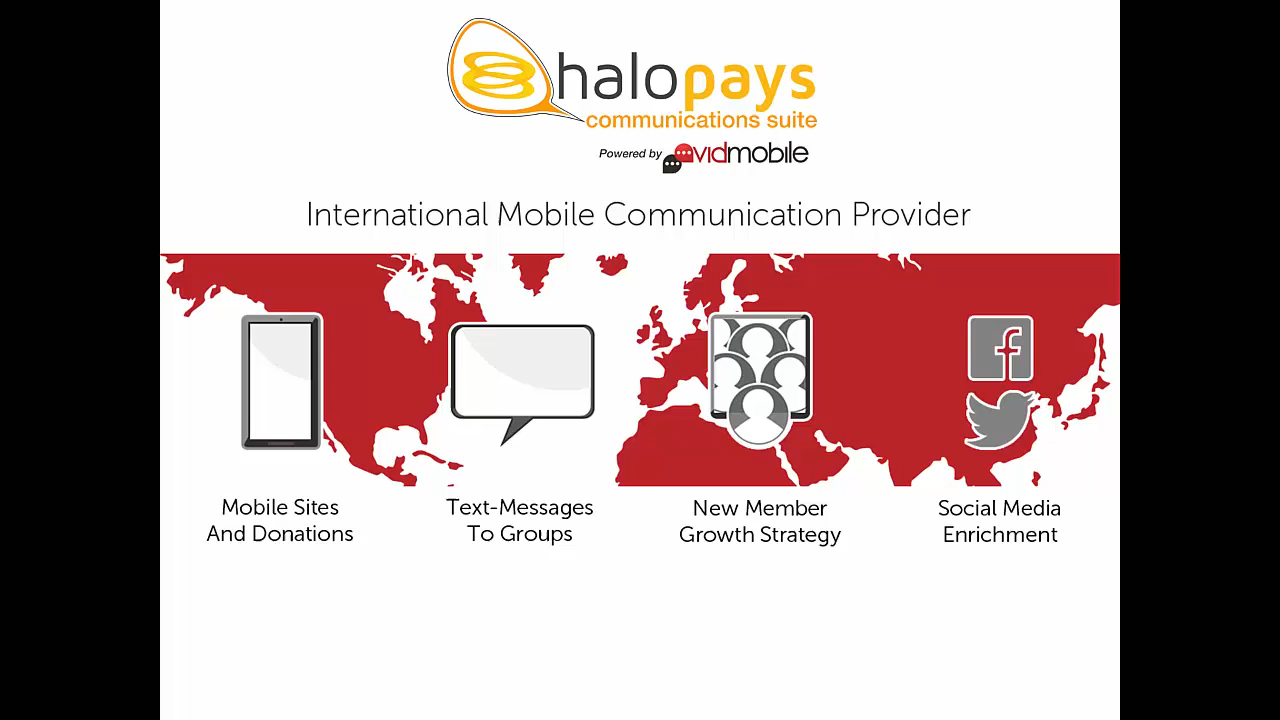 halopays
communications suite
Powered by vidmobile
International Mobile Communication Provider
Mobile Sites
And Donations
Text-Messages
To Groups
New Member
Growth Strategy
Social Media
Enrichment